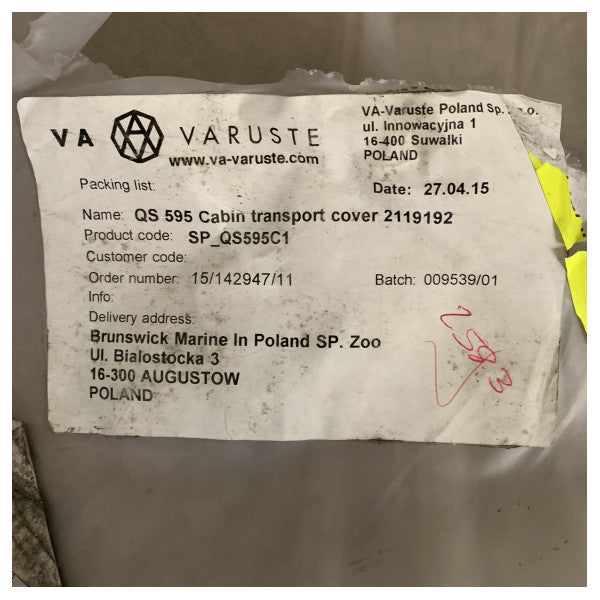 VA VARUSTE
www.va-varuste.com
VA-Varuste Poland Sp. o.
ul. Innowacyjna 1
16-400 Suwalki
POLAND
Packing list:
Date: 27.04.15
Name: QS 595 Cabin transport cover 2119192
Product code: SP_QS595C1
Customer code:
Order number: 15/142947/11
Batch: 009539/01
Info:
Delivery address:
Brunswick Marine In Poland SP. Zoo
Ul. Bialostocka 3
16-300 AUGUSTOW
POLAND